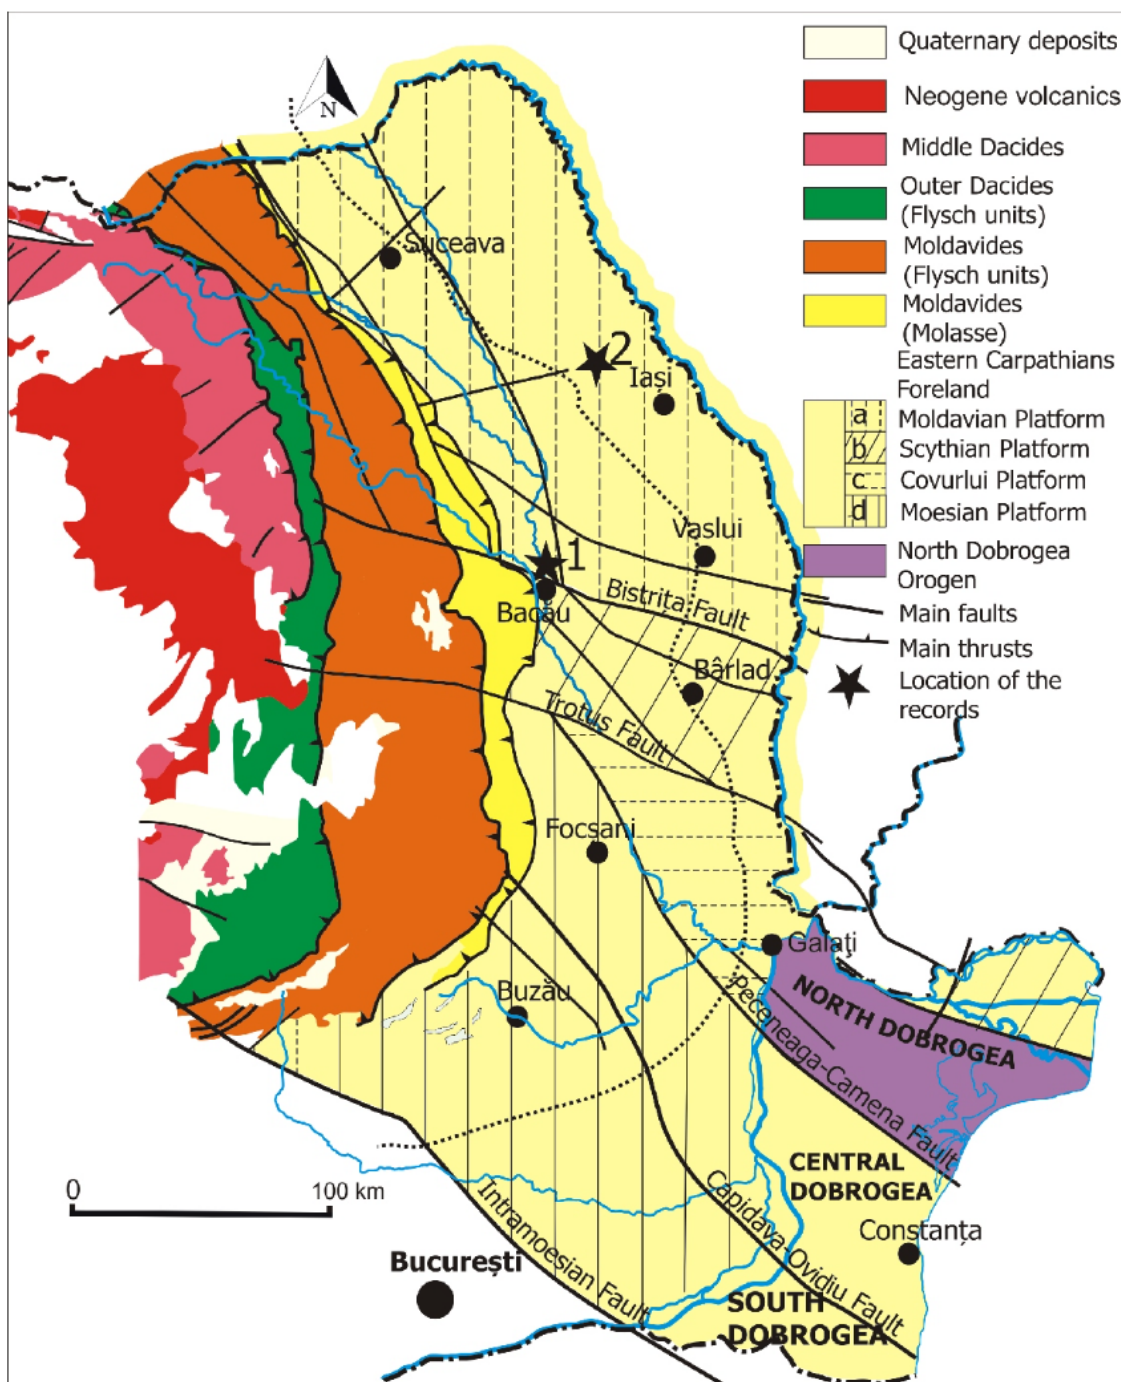 Quaternary deposits
Neogene volcanics
Middle Dacides
Outer Dacides
(Flysch units)
Moldavides
(Flysch units)
Moldavides
(Molasse)
Eastern Carpathians
Foreland
a Moldavian Platform
b Scythian Platform
c Covurlui Platform
d Moesian Platform
North Dobrogea
Orogen
Main faults
Main thrusts
Location of the
records
N
Suceava
2
Iași
Vaslui
1
Bacău
Bistrița Fault
Bârlad
Trotuș Fault
Focșani
Galaţi
Buzău
NORTH DOBROGEA
Peceneaga-Camena Fault
CENTRAL
DOBROGEA
Constanța
Capidava-Ovidiu Fault
Intramoesian Fault
SOUTH
DOBROGEA
București
0 100 km